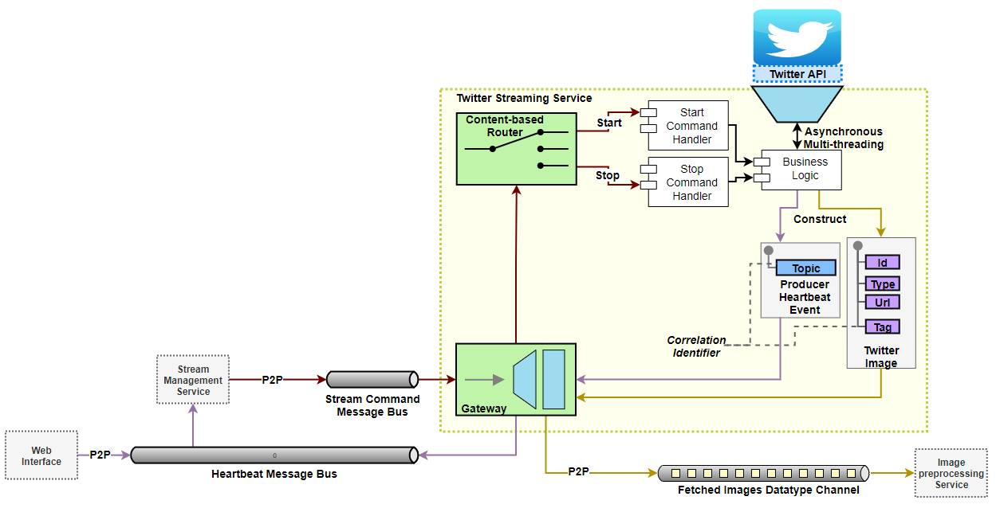 Twitter API
Twitter Streaming Service
Content-based
Router
Start
Start
Command
Handler
Asynchronous
Multi-threading
Stop
Stop
Command
Handler
Business
Logic
Construct
Topic
Producer
Heartbeat
Event
Id
Type
Url
Tag
Twitter
Image
Correlation
Identifier
Stream
Management
Service
P2P
Stream Command
Message Bus
Gateway
Web
Interface
P2P
0
Heartbeat Message Bus
P2P
Fetched Images Datatype Channel
Image
preprocessing
Service